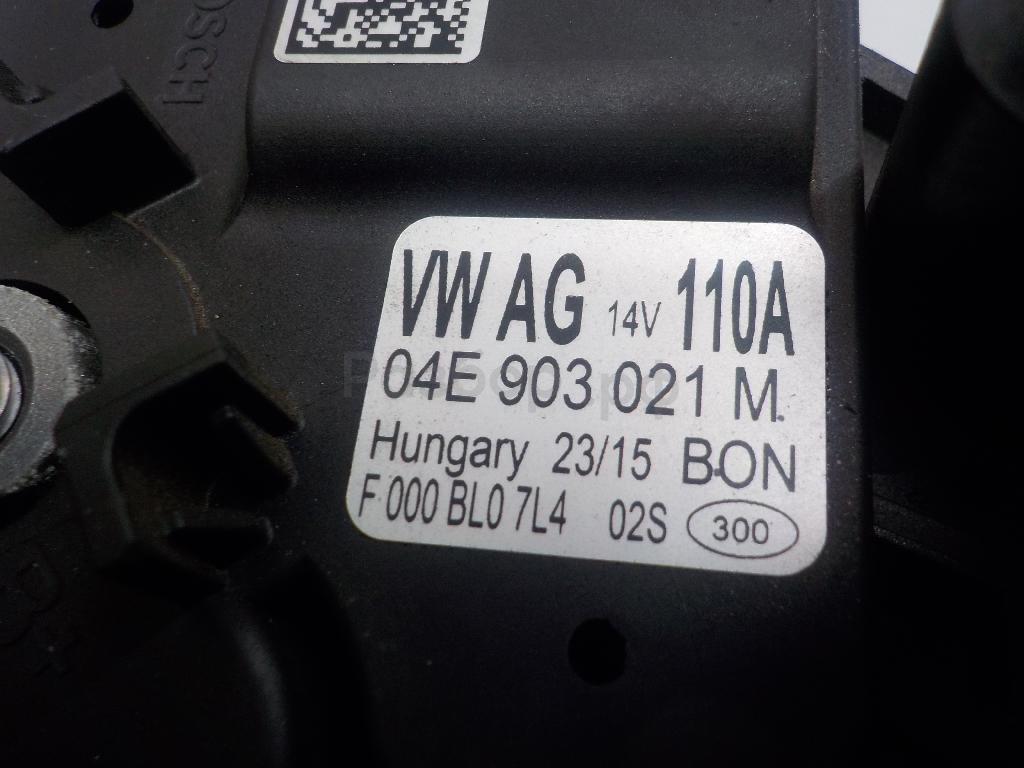 BOSCH
VW AG 14V 110A
04E 903 021 M.
Hungary 23/15 BON
F 000 BL0 7L4 02S 300
B+